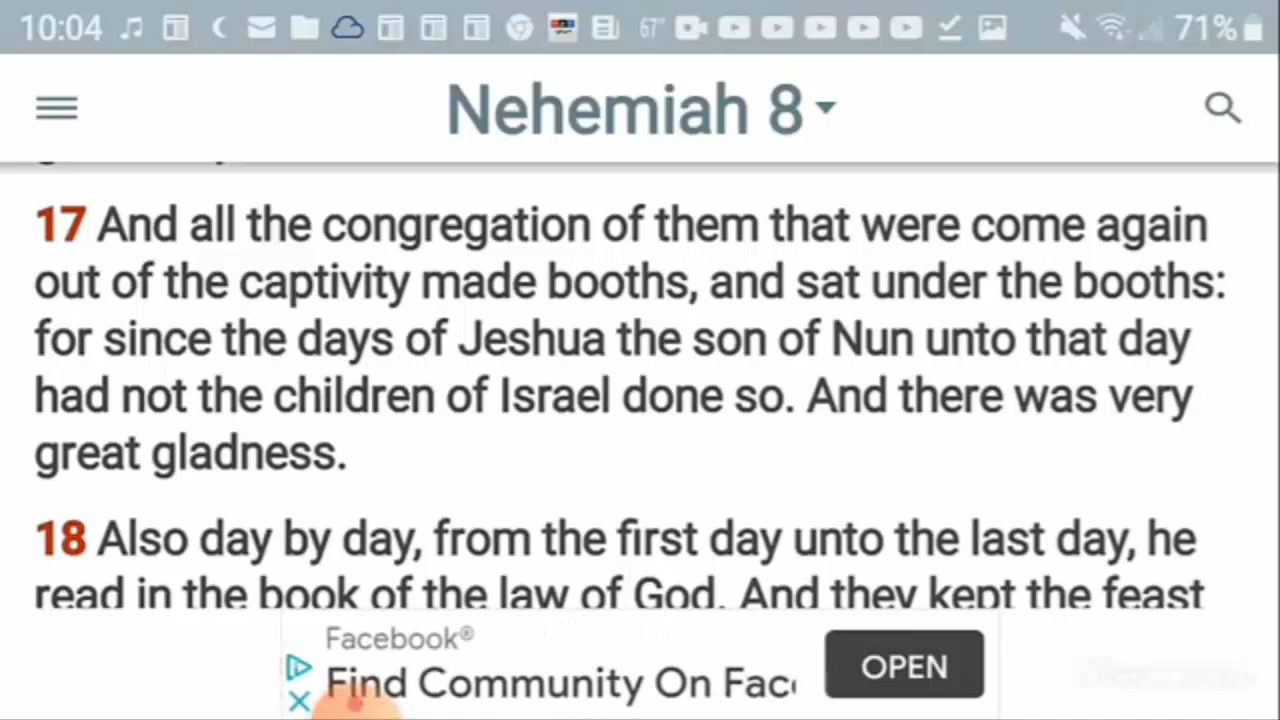 10:04 67° 71%
Nehemiah 8
17 And all the congregation of them that were come again
out of the captivity made booths, and sat under the booths:
for since the days of Jeshua the son of Nun unto that day
had not the children of Israel done so. And there was very
great gladness.
18 Also day by day, from the first day unto the last day, he
read in the book of the law of God. And they kept the feast
Facebook®
Find Community On Fac
OPEN